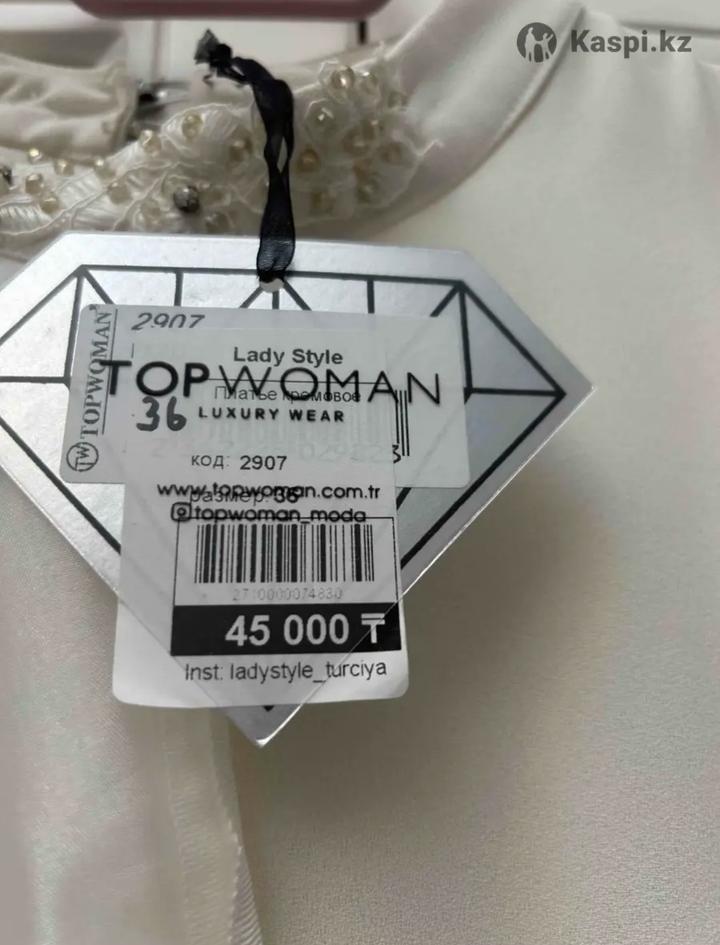 Kaspi.kz
2907
TOPWOMAN
Lady Style
TOPWOMAN
Платье кремовое
36
LUXURY WEAR
код: 2907
www.topwoman.com.tr
размер: 36
topwoman_moda
2710000074830
45 000 ₸
Inst: ladystyle_turciya